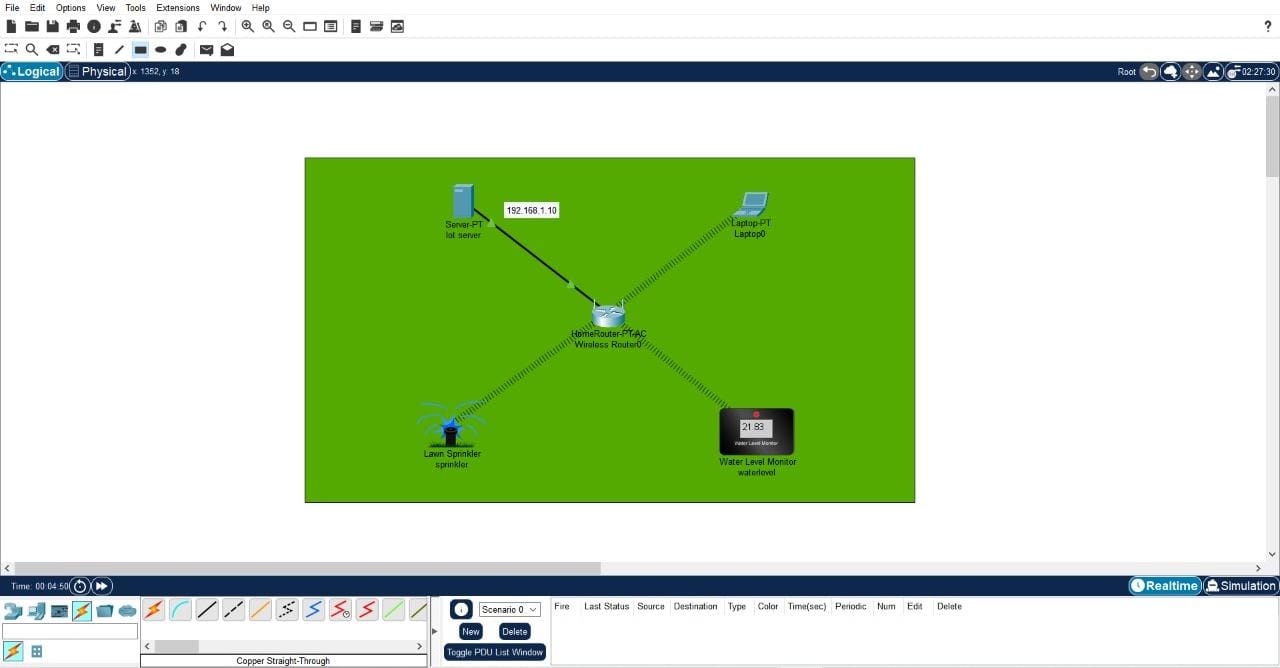 File Edit Options View Tools Extensions Window Help
?
Logical Physical x: 1352, y: 18 Root 02:27:30
192.168.1.10
Server-PT
Iot server
Laptop-PT
Laptop0
HomeRouter-PT-AC
Wireless Router0
21.83
Water Level Monitor
Lawn Sprinkler
sprinkler
Water Level Monitor
waterlevel
Time: 00:04:50 Realtime Simulation
Scenario 0
Fire Last Status Source Destination Type Color Time(sec) Periodic Num Edit Delete
New Delete
Toggle PDU List Window
Copper Straight-Through